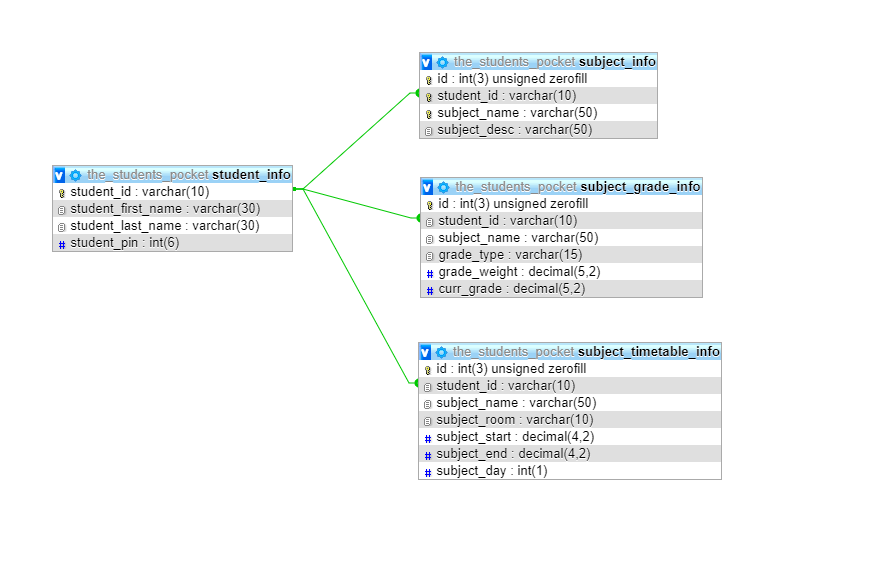 the_students_pocket subject_info
id : int(3) unsigned zerofill
student_id : varchar(10)
subject_name : varchar(50)
subject_desc : varchar(50)
the_students_pocket student_info
student_id : varchar(10)
student_first_name : varchar(30)
student_last_name : varchar(30)
student_pin : int(6)
the_students_pocket subject_grade_info
id : int(3) unsigned zerofill
student_id : varchar(10)
subject_name : varchar(50)
grade_type : varchar(15)
grade_weight : decimal(5,2)
curr_grade : decimal(5,2)
the_students_pocket subject_timetable_info
id : int(3) unsigned zerofill
student_id : varchar(10)
subject_name : varchar(50)
subject_room : varchar(10)
subject_start : decimal(4,2)
subject_end : decimal(4,2)
subject_day : int(1)